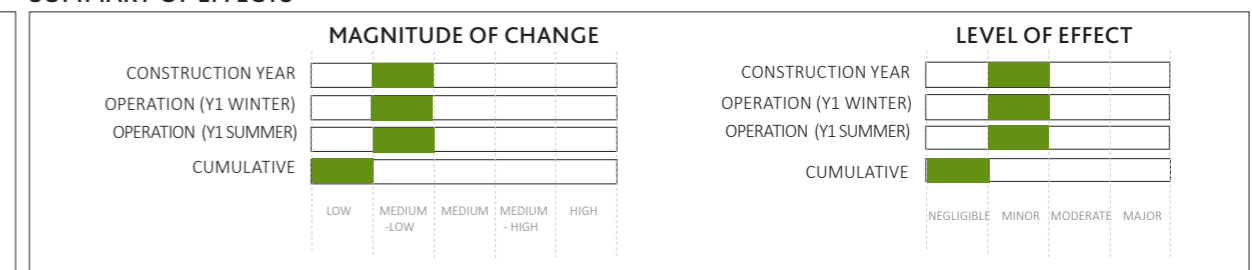 MAGNITUDE OF CHANGE
CONSTRUCTION YEAR
OPERATION (Y1 WINTER)
OPERATION (Y1 SUMMER)
CUMULATIVE
LOW
MEDIUM
-LOW
MEDIUM
MEDIUM
- HIGH
HIGH
LEVEL OF EFFECT
CONSTRUCTION YEAR
OPERATION (Y1 WINTER)
OPERATION (Y1 SUMMER)
CUMULATIVE
NEGLIGIBLE
MINOR
MODERATE
MAJOR